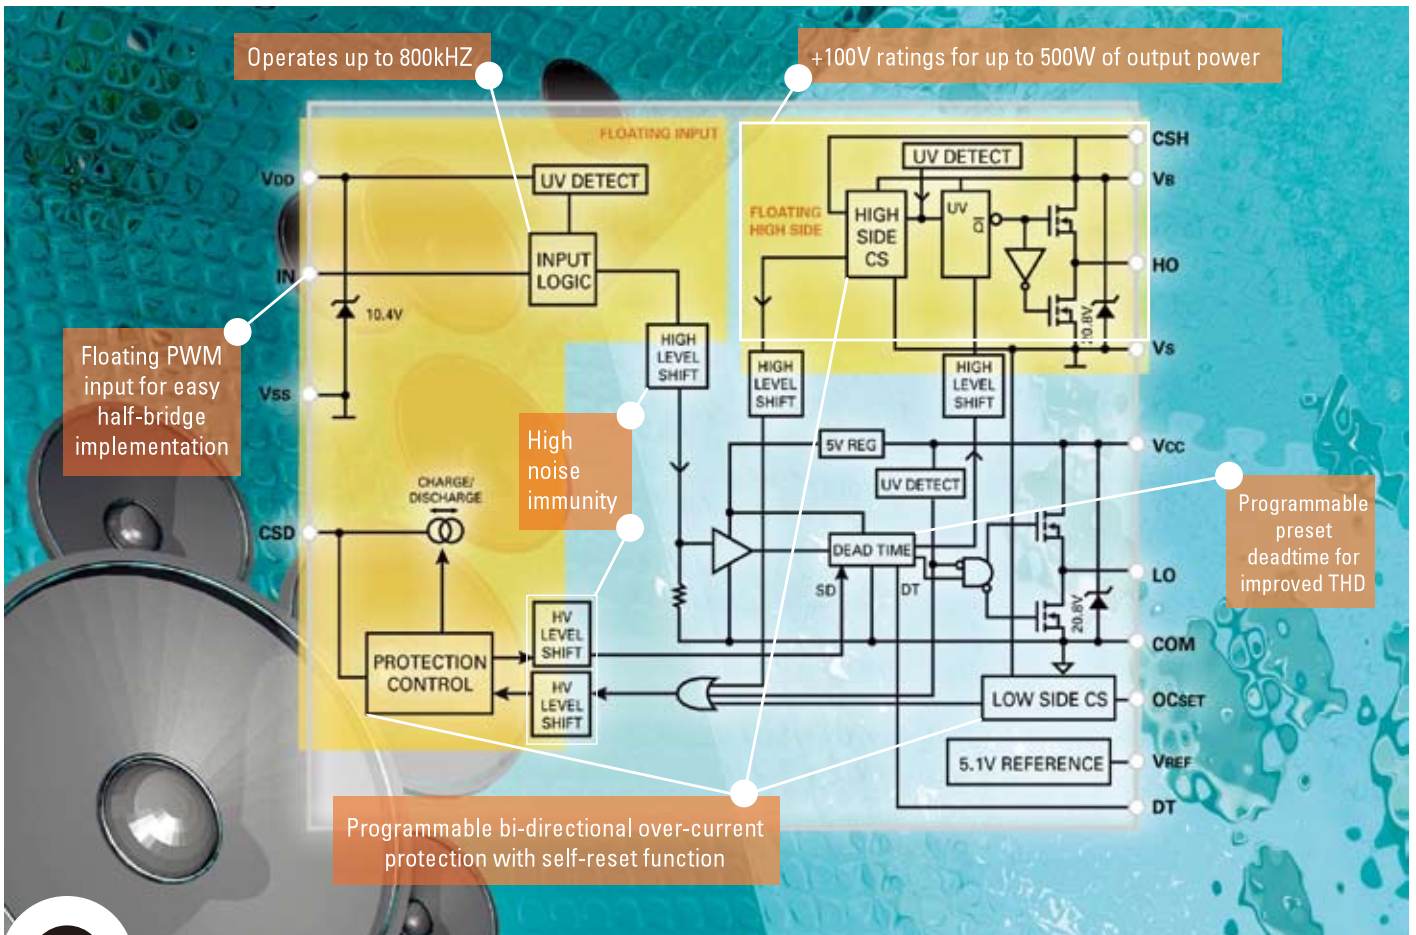 Operates up to 800kHZ
+100V ratings for up to 500W of output power
FLOATING INPUT
CSH
UV DETECT
VDD
UV DETECT
VB
FLOATING
HIGH SIDE
HIGH
SIDE
CS
UV
Q
INPUT
LOGIC
IN
HO
10.4V
20.8V
Floating PWM
input for easy
half-bridge
implementation
HIGH
LEVEL
SHIFT
HIGH
LEVEL
SHIFT
HIGH
LEVEL
SHIFT
VS
VSS
High
noise
immunity
5V REG
VCC
UV DETECT
CHARGE/
DISCHARGE
Programmable
preset
deadtime for
improved THD
CSD
DEAD TIME
SD
DT
LO
20.8V
HV
LEVEL
SHIFT
COM
PROTECTION
CONTROL
HV
LEVEL
SHIFT
LOW SIDE CS
OCSET
5.1V REFERENCE
VREF
DT
Programmable bi-directional over-current
protection with self-reset function